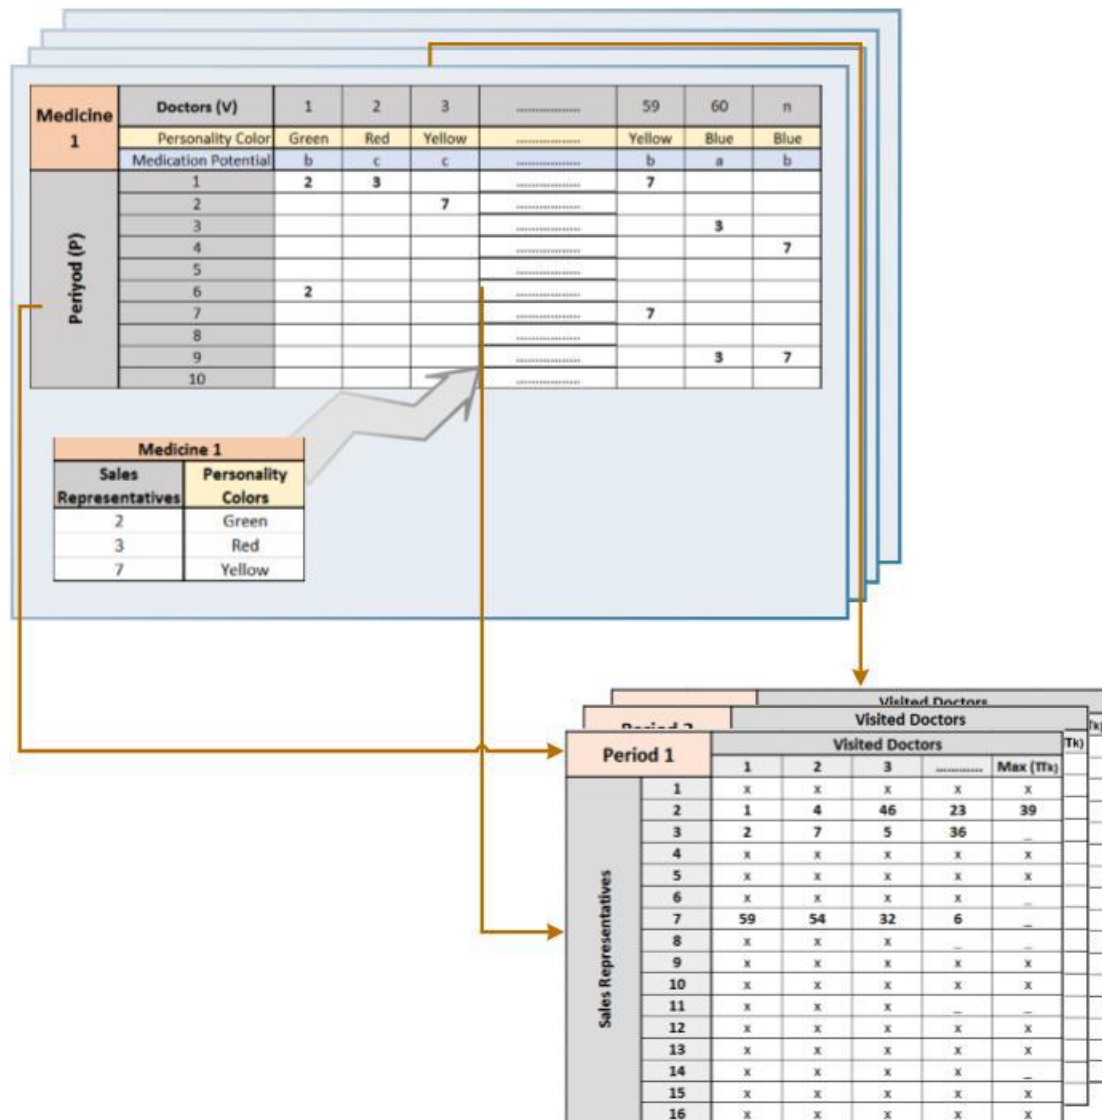 Medicine 1 Doctors (V) 1 2 3 ................ 59 60 n
Personality Color Green Red Yellow ................ Yellow Blue Blue
Medication Potential b c c ................ b a b
Periyod (P)
1 2 3 ................ 7
2 7 ................
3 ................ 3
4 ................ 7
5 ................
6 2 ................
7 ................ 7
8 ................
9 ................ 3 7
10 ................
Medicine 1
Sales Representatives Personality Colors
2 Green
3 Red
7 Yellow
Visited Doctors
Visited Doctors
Tk)
Period 1 Visited Doctors
1 2 3 ............ Max (πTk)
Sales Representatives
1 x x x x x
2 1 4 46 23 39
3 2 7 5 36 _
4 x x x x x
5 x x x x x
6 x x x x _
7 59 54 32 6 _
8 x x x _ _
9 x x x x x
10 x x x x x
11 x x x _ _
12 x x x x x
13 x x x x x
14 x x x x _
15 x x x x x
16 x x x x x